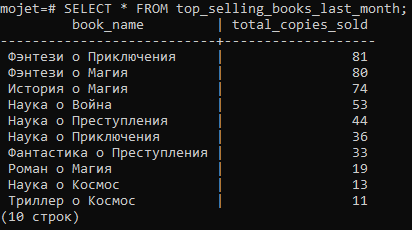 mojet=# SELECT * FROM top_selling_books_last_month;
book_name | total_copies_sold
---------------------------+-------------------
Фэнтези о Приключения | 81
Фэнтези о Магия | 80
История о Магия | 74
Наука о Война | 53
Наука о Преступления | 44
Наука о Приключения | 36
Фантастика о Преступления | 33
Роман о Магия | 19
Наука о Космос | 13
Триллер о Космос | 11
(10 строк)